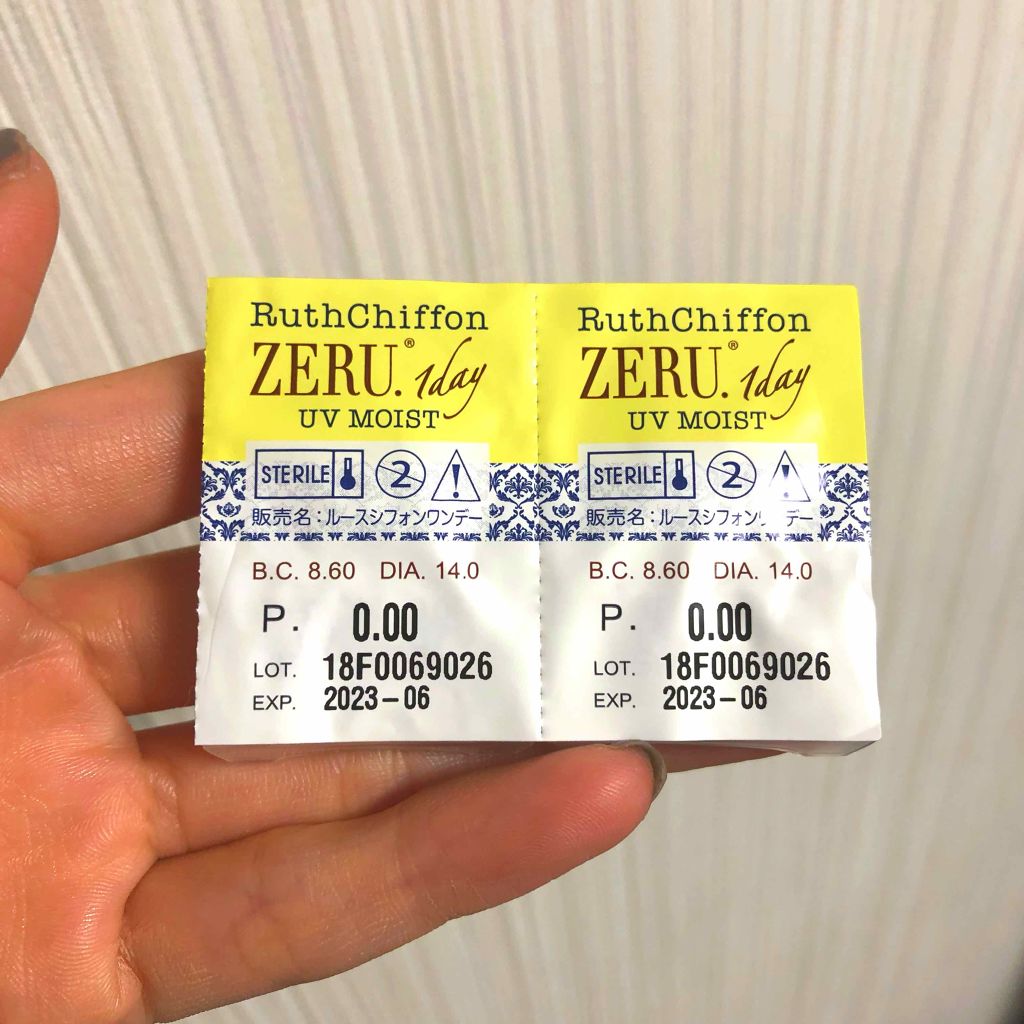 RuthChiffon
ZERU.® 1day
UV MOIST
STERILE 2
販売名：ルースシフォンワンデー
B.C. 8.60 DIA. 14.0
P. 0.00
LOT. 18F0069026
EXP. 2023-06
RuthChiffon
ZERU.® 1day
UV MOIST
STERILE 2
販売名：ルースシフォン デー
B.C. 8.60 DIA. 14.0
P. 0.00
LOT. 18F0069026
EXP. 2023-06